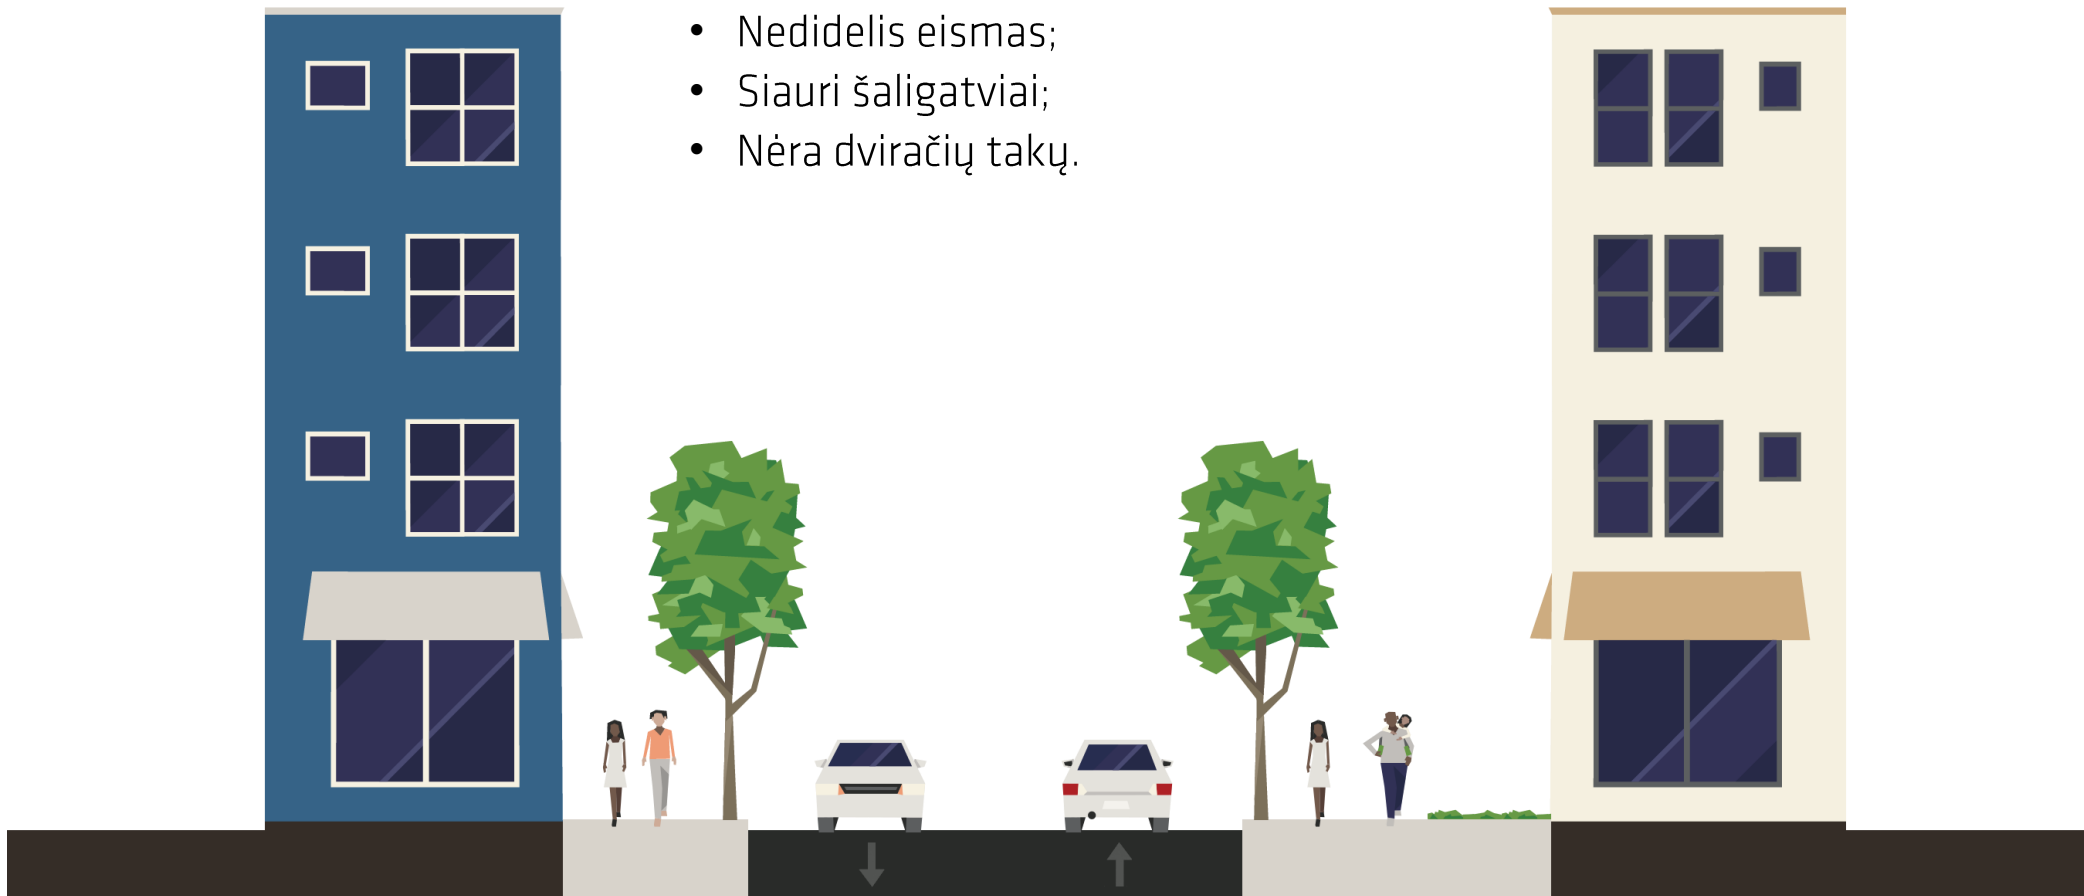 • Nedidelis eismas;
• Siauri šaligatviai;
• Nėra dviračių takų.